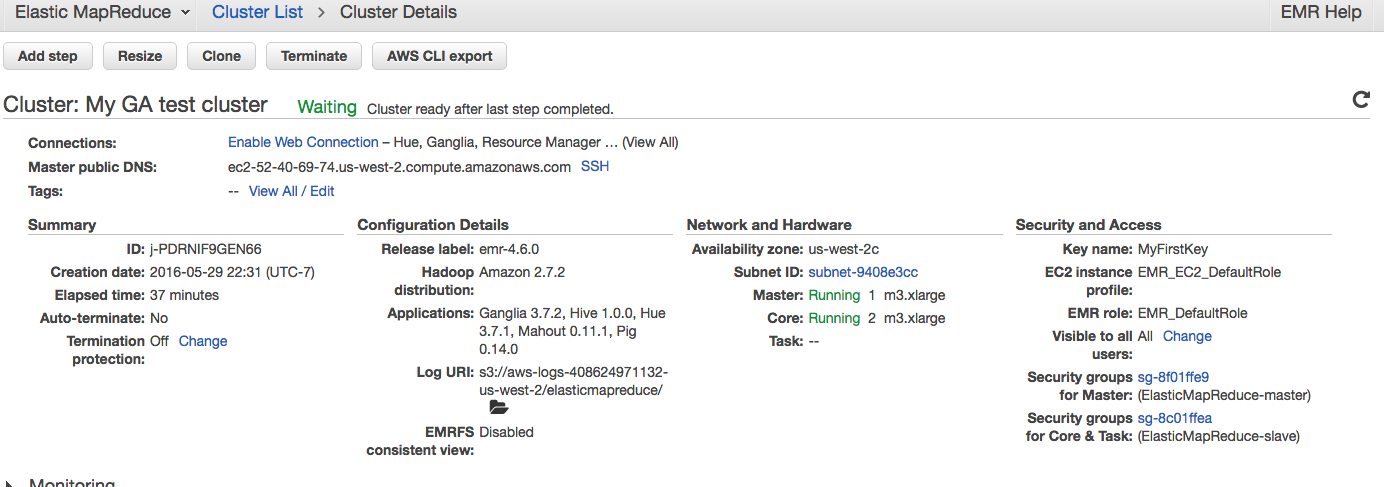 Elastic MapReduce Cluster List > Cluster Details EMR Help
Add step Resize Clone Terminate AWS CLI export
Cluster: My GA test cluster Waiting Cluster ready after last step completed.
Connections: Enable Web Connection – Hue, Ganglia, Resource Manager ... (View All)
Master public DNS: ec2-52-40-69-74.us-west-2.compute.amazonaws.com SSH
Tags: -- View All / Edit
Summary
ID: j-PDRNIF9GEN66
Creation date: 2016-05-29 22:31 (UTC-7)
Elapsed time: 37 minutes
Auto-terminate: No
Termination Off Change
protection:
Configuration Details
Release label: emr-4.6.0
Hadoop Amazon 2.7.2
distribution:
Applications: Ganglia 3.7.2, Hive 1.0.0, Hue
3.7.1, Mahout 0.11.1, Pig
0.14.0
Log URI: s3://aws-logs-408624971132-
us-west-2/elasticmapreduce/
EMRFS Disabled
consistent view:
Network and Hardware
Availability zone: us-west-2c
Subnet ID: subnet-9408e3cc
Master: Running 1 m3.xlarge
Core: Running 2 m3.xlarge
Task: --
Security and Access
Key name: MyFirstKey
EC2 instance EMR_EC2_DefaultRole
profile:
EMR role: EMR_DefaultRole
Visible to all All Change
users:
Security groups sg-8f01ffe9
for Master: (ElasticMapReduce-master)
Security groups sg-8c01ffea
for Core & Task: (ElasticMapReduce-slave)
Monitoring